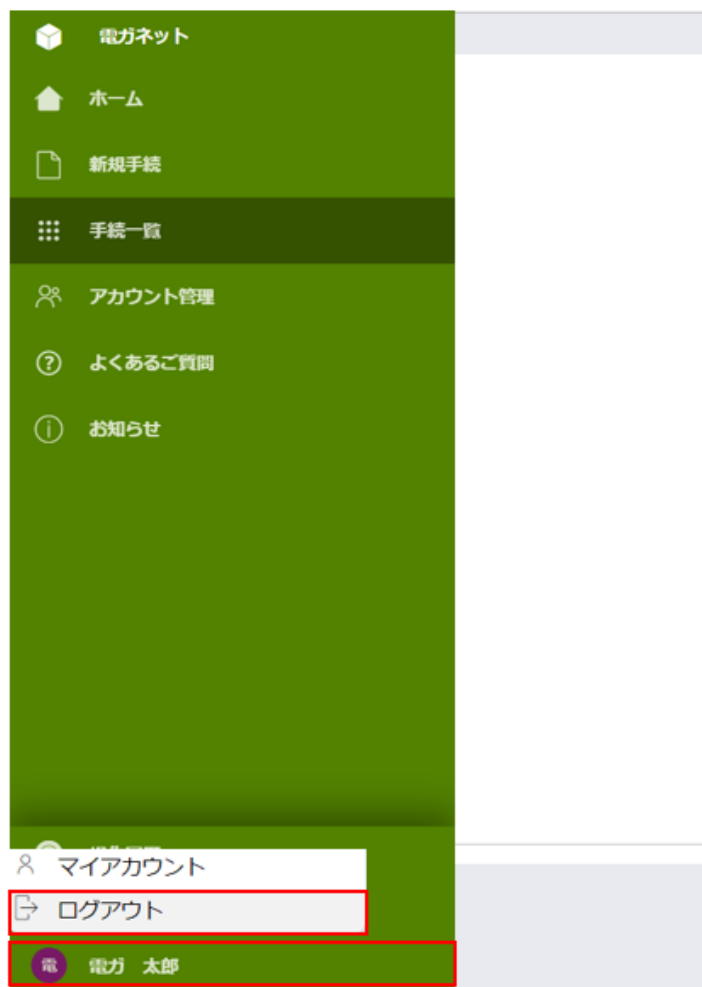 電ガネット
ホーム
新規手続
手続一覧
アカウント管理
よくあるご質問
お知らせ
マイアカウント
ログアウト
電 電ガ　太郎